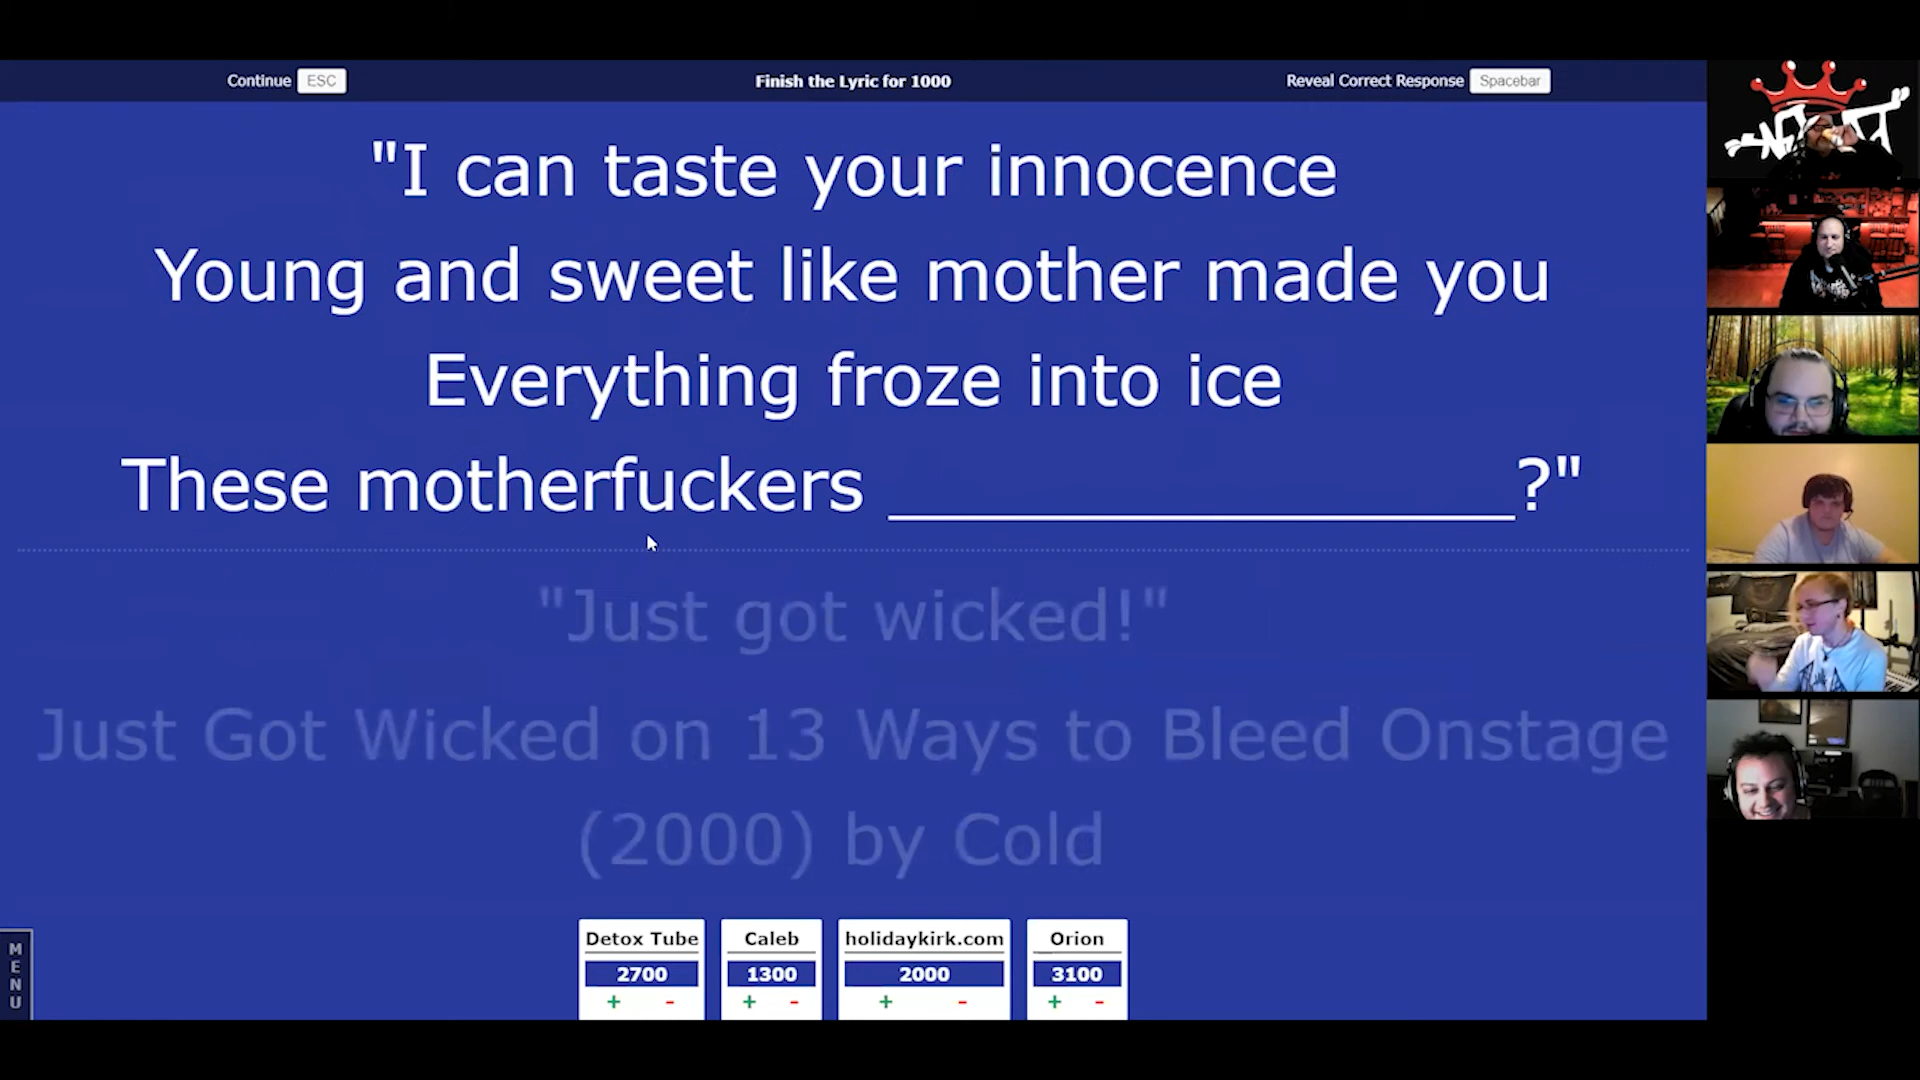 Continue ESC
Finish the Lyric for 1000
Reveal Correct Response Spacebar
"I can taste your innocence
Young and sweet like mother made you
Everything froze into ice
These motherfuckers ____________________?"
"Just got wicked!"
Just Got Wicked on 13 Ways to Bleed Onstage
(2000) by Cold
MENU
Detox Tube
2700
+ -
Caleb
1300
+ -
holidaykirk.com
2000
+ -
Orion
3100
+ -